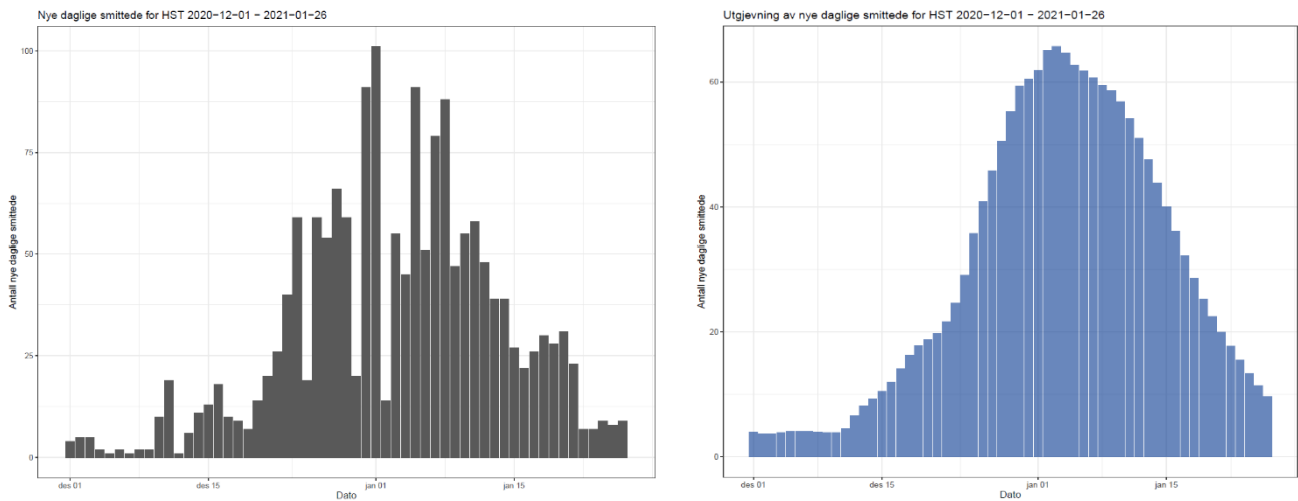 Nye daglige smittede for HST 2020−12−01 − 2021−01−26
100
75
50
25
0
Antall nye daglige smittede
des 01
des 15
jan 01
jan 15
Dato
Utgjevning av nye daglige smittede for HST 2020−12−01 − 2021−01−26
60
40
20
0
Antall nye daglige smittede
des 01
des 15
jan 01
jan 15
Dato